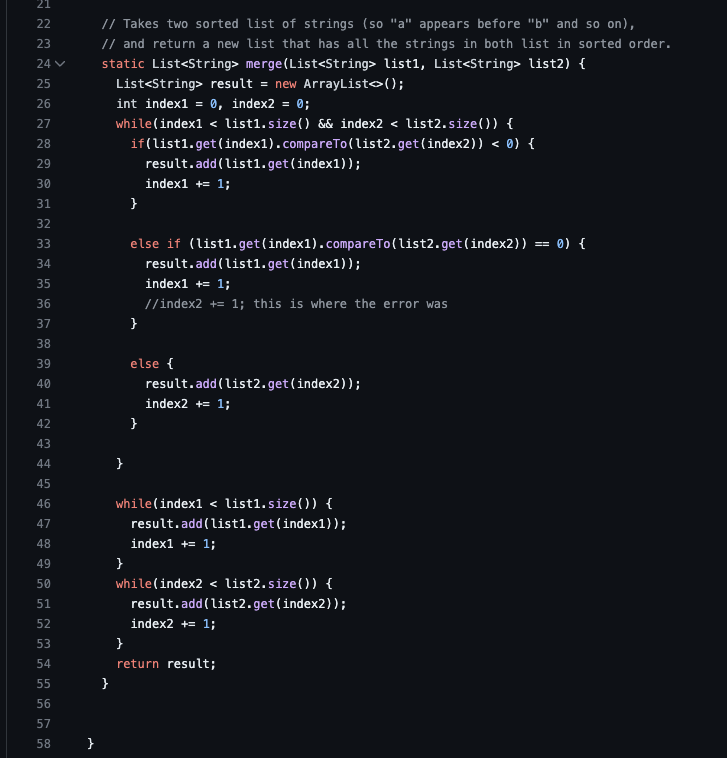 21
22 // Takes two sorted list of strings (so "a" appears before "b" and so on),
23 // and return a new list that has all the strings in both list in sorted order.
24 static List<String> merge(List<String> list1, List<String> list2) {
25 List<String> result = new ArrayList<>();
26 int index1 = 0, index2 = 0;
27 while(index1 < list1.size() && index2 < list2.size()) {
28 if(list1.get(index1).compareTo(list2.get(index2)) < 0) {
29 result.add(list1.get(index1));
30 index1 += 1;
31 }
32
33 else if (list1.get(index1).compareTo(list2.get(index2)) == 0) {
34 result.add(list1.get(index1));
35 index1 += 1;
36 //index2 += 1; this is where the error was
37 }
38
39 else {
40 result.add(list2.get(index2));
41 index2 += 1;
42 }
43
44 }
45
46 while(index1 < list1.size()) {
47 result.add(list1.get(index1));
48 index1 += 1;
49 }
50 while(index2 < list2.size()) {
51 result.add(list2.get(index2));
52 index2 += 1;
53 }
54 return result;
55 }
56
57
58 }